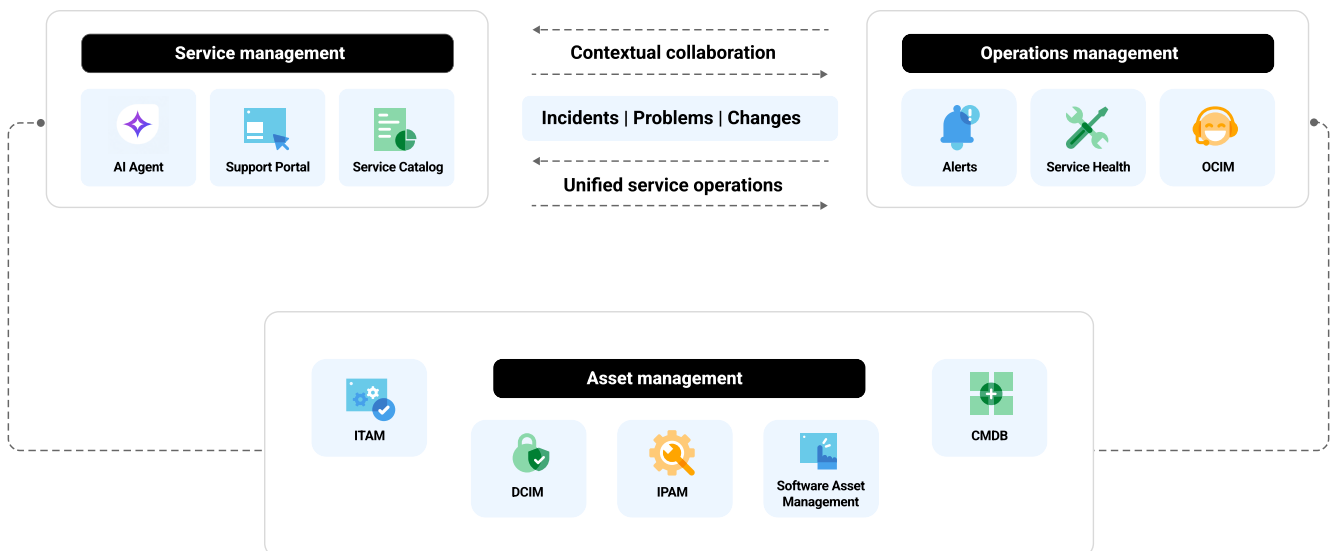 Service management
AI Agent
Support Portal
Service Catalog
Contextual collaboration
Incidents | Problems | Changes
Unified service operations
Operations management
Alerts
Service Health
OCIM
Asset management
ITAM
DCIM
IPAM
Software Asset
Management
CMDB